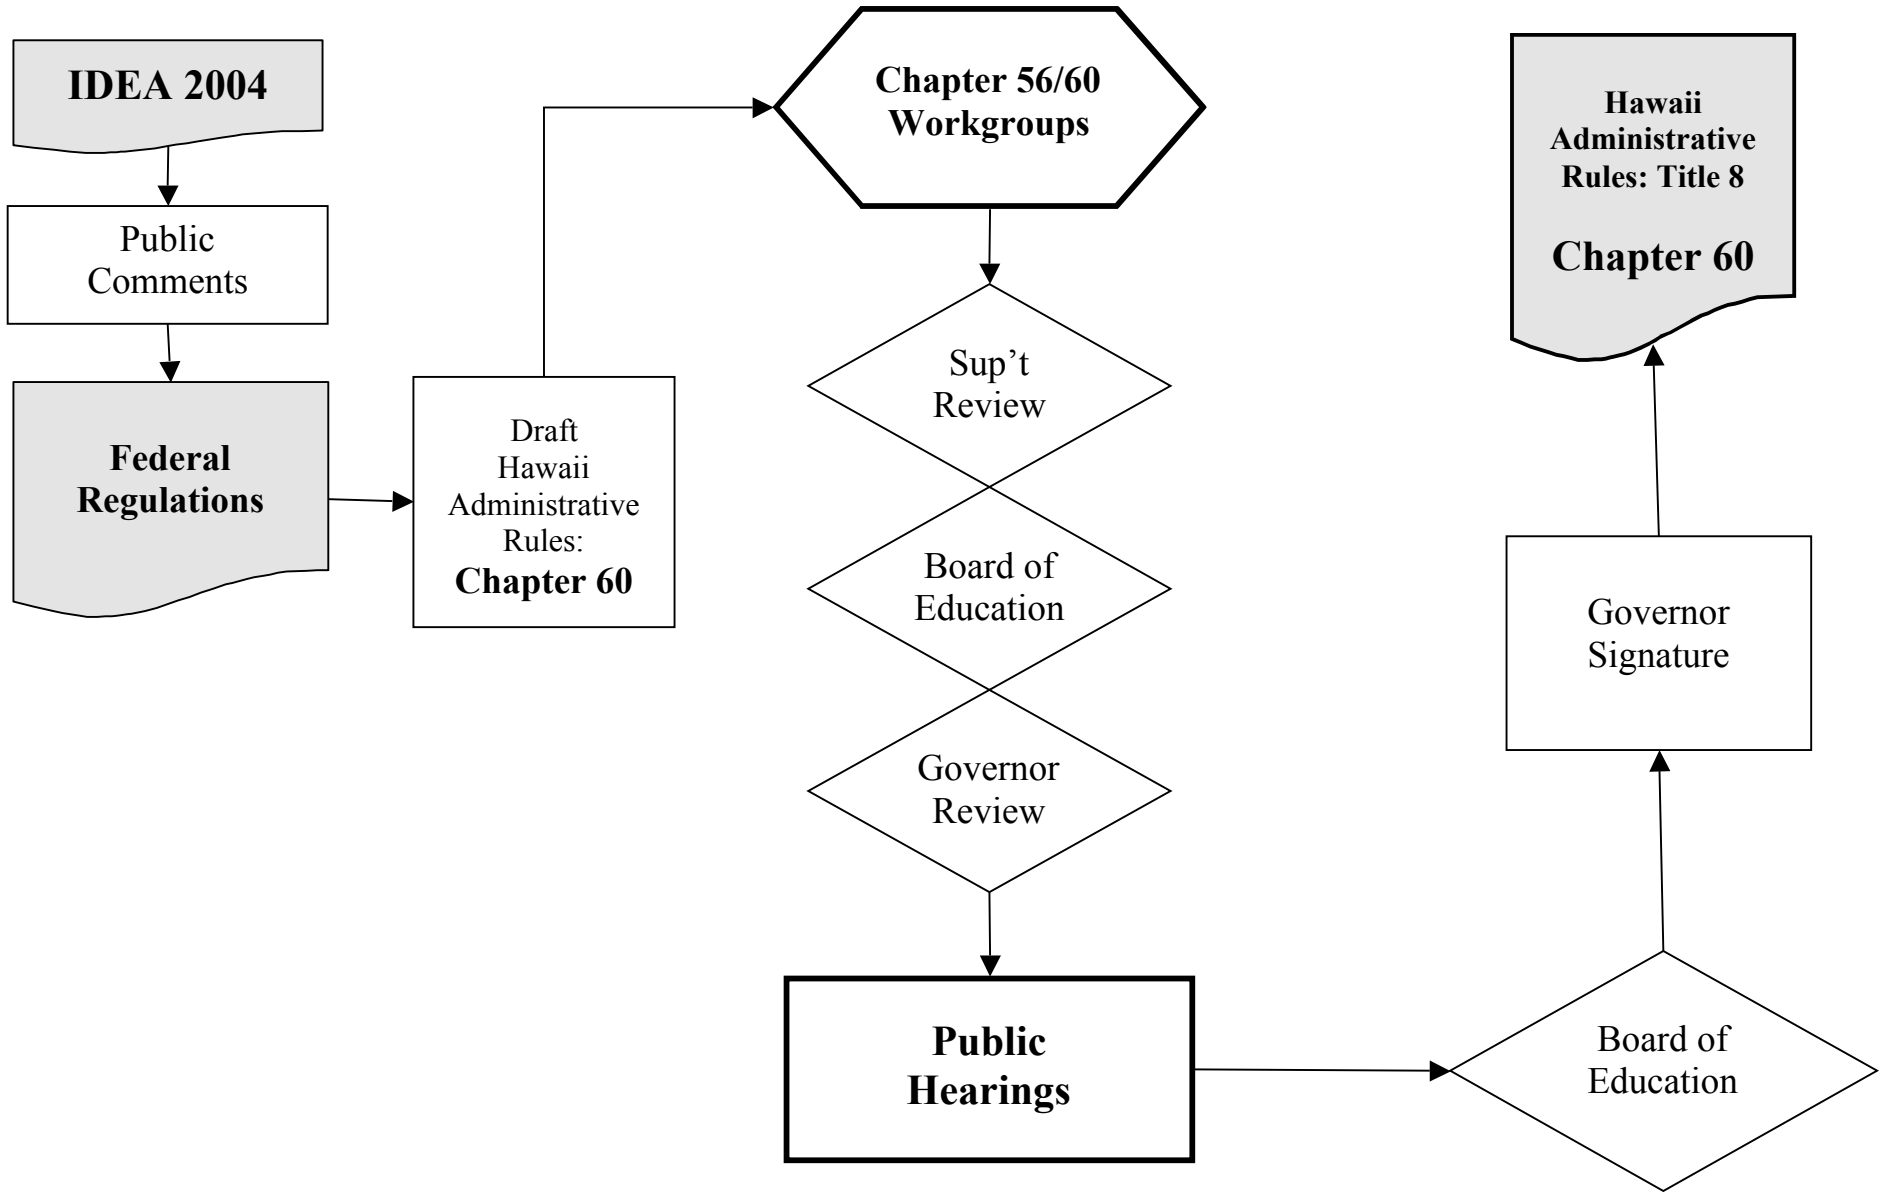 IDEA 2004
Public
Comments
Federal
Regulations
Draft
Hawaii
Administrative
Rules:
Chapter 60
Chapter 56/60
Workgroups
Sup’t
Review
Board of
Education
Governor
Review
Public
Hearings
Board of
Education
Governor
Signature
Hawaii
Administrative
Rules: Title 8
Chapter 60